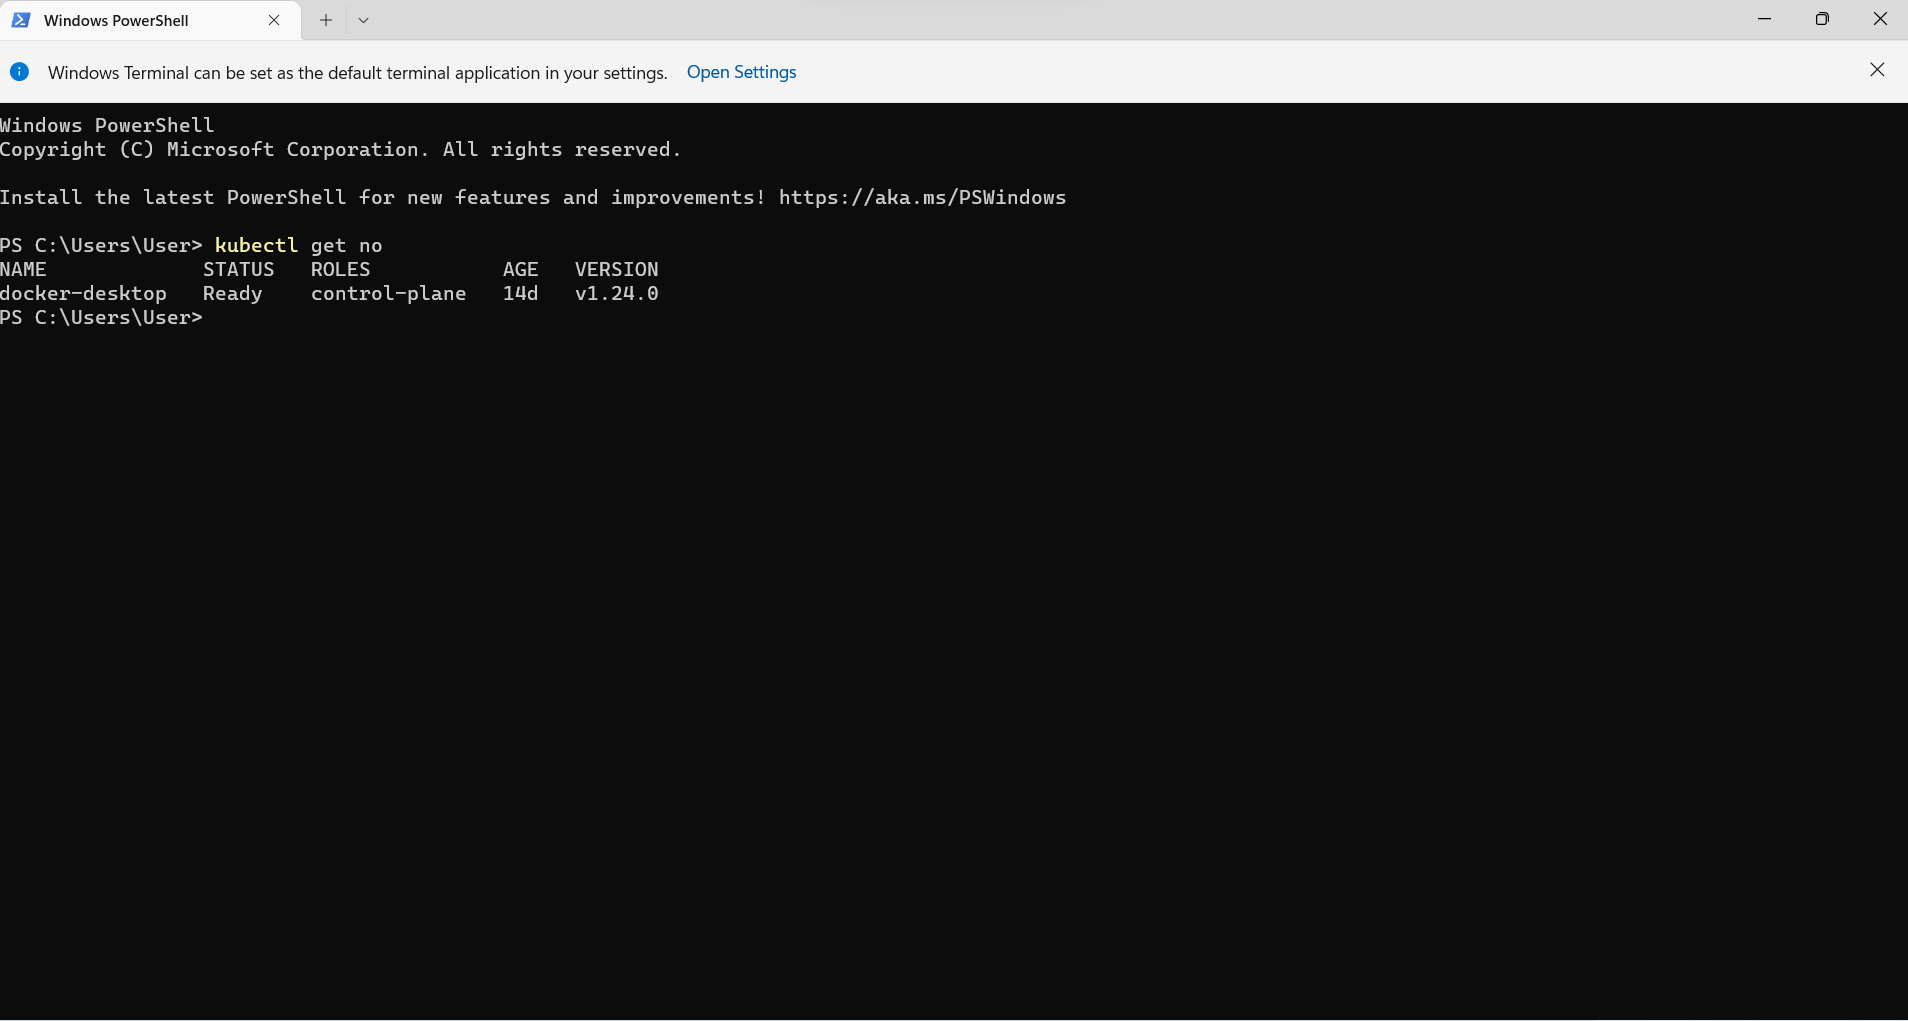 Windows PowerShell
Windows Terminal can be set as the default terminal application in your settings. Open Settings
Windows PowerShell
Copyright (C) Microsoft Corporation. All rights reserved.
Install the latest PowerShell for new features and improvements! https://aka.ms/PSWindows
PS C:\Users\User> kubectl get no
NAME             STATUS   ROLES           AGE   VERSION
docker-desktop   Ready    control-plane   14d   v1.24.0
PS C:\Users\User>